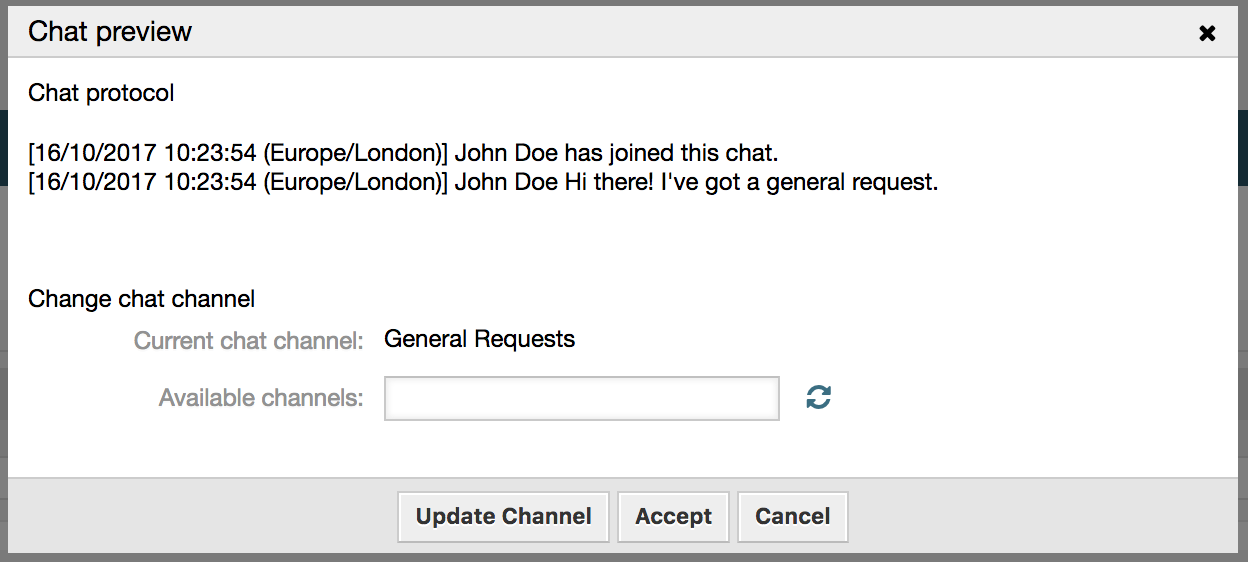 Chat preview
Chat protocol
[16/10/2017 10:23:54 (Europe/London)] John Doe has joined this chat.
[16/10/2017 10:23:54 (Europe/London)] John Doe Hi there! I've got a general request.
Change chat channel
Current chat channel: General Requests
Available channels:
Update Channel Accept Cancel